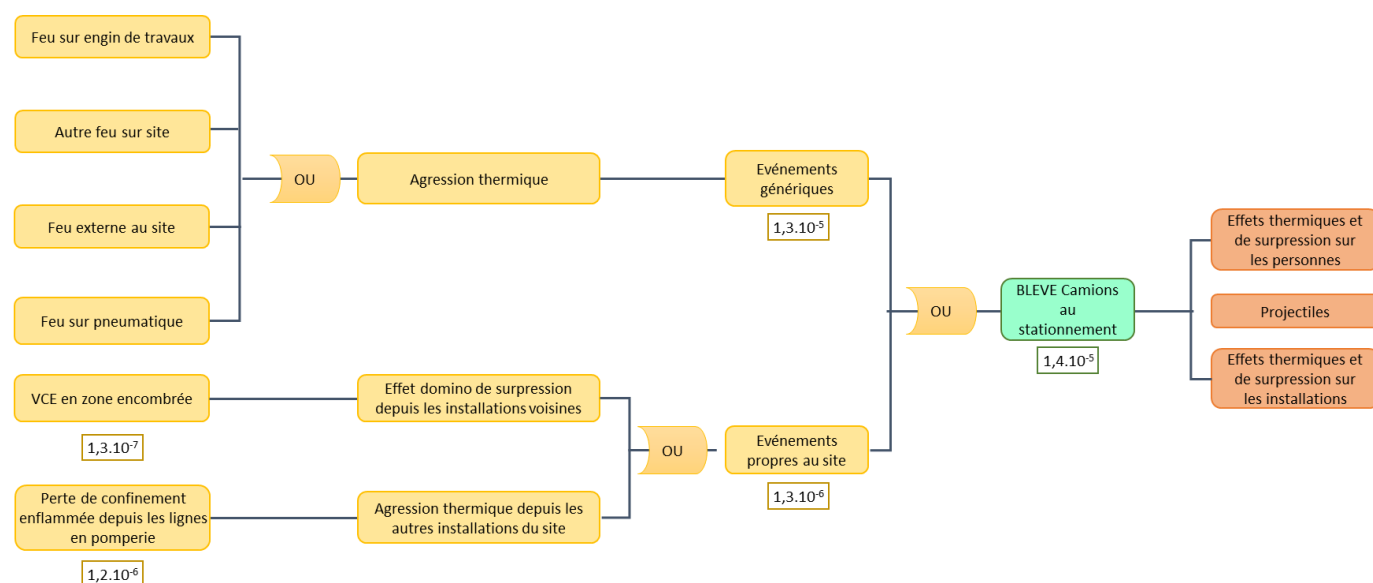 Feu sur engin de travaux
Autre feu sur site
Feu externe au site
Feu sur pneumatique
OU
Agression thermique
Evénements
génériques
1,3.10⁻⁵
VCE en zone encombrée
1,3.10⁻⁷
Effet domino de surpression
depuis les installations voisines
Perte de confinement
enflammée depuis les lignes
en pomperie
1,2.10⁻⁶
Agression thermique depuis les
autres installations du site
OU
Evénements
propres au site
1,3.10⁻⁶
OU
BLEVE Camions
au
stationnement
1,4.10⁻⁵
Effets thermiques et
de surpression sur
les personnes
Projectiles
Effets thermiques et
de surpression sur
les installations